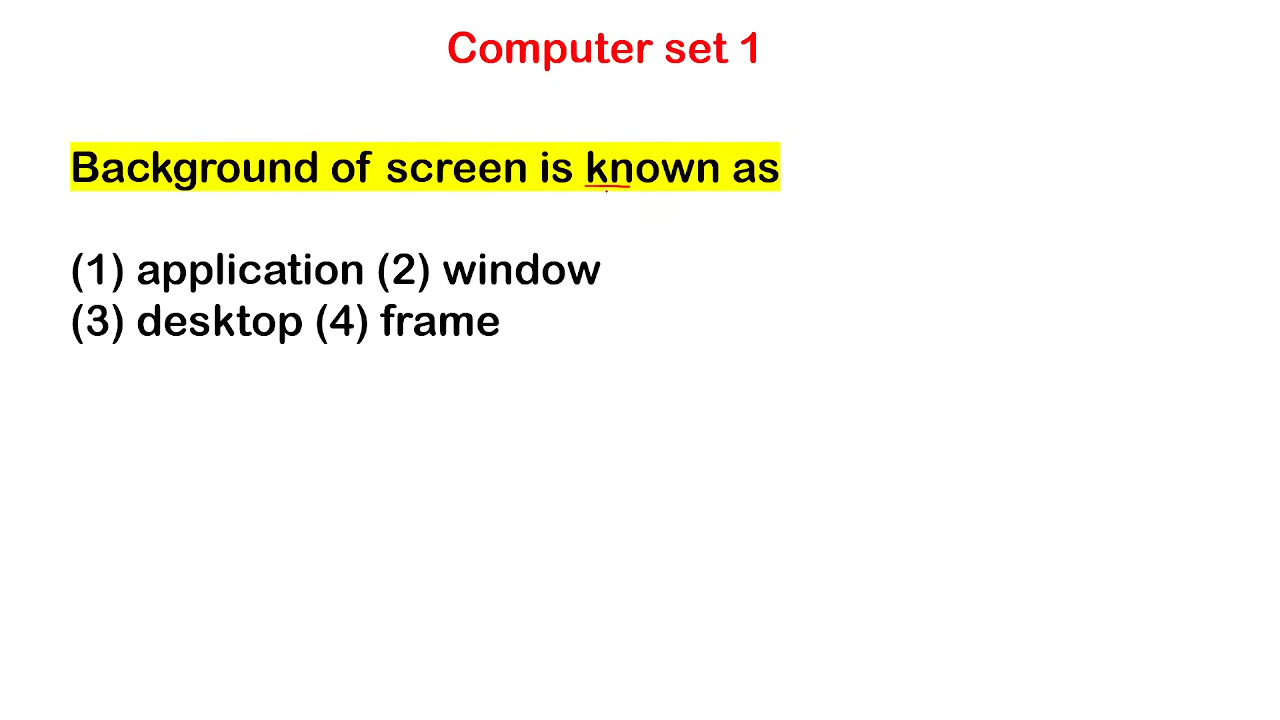 Computer set 1
Background of screen is known as
(1) application (2) window
(3) desktop (4) frame